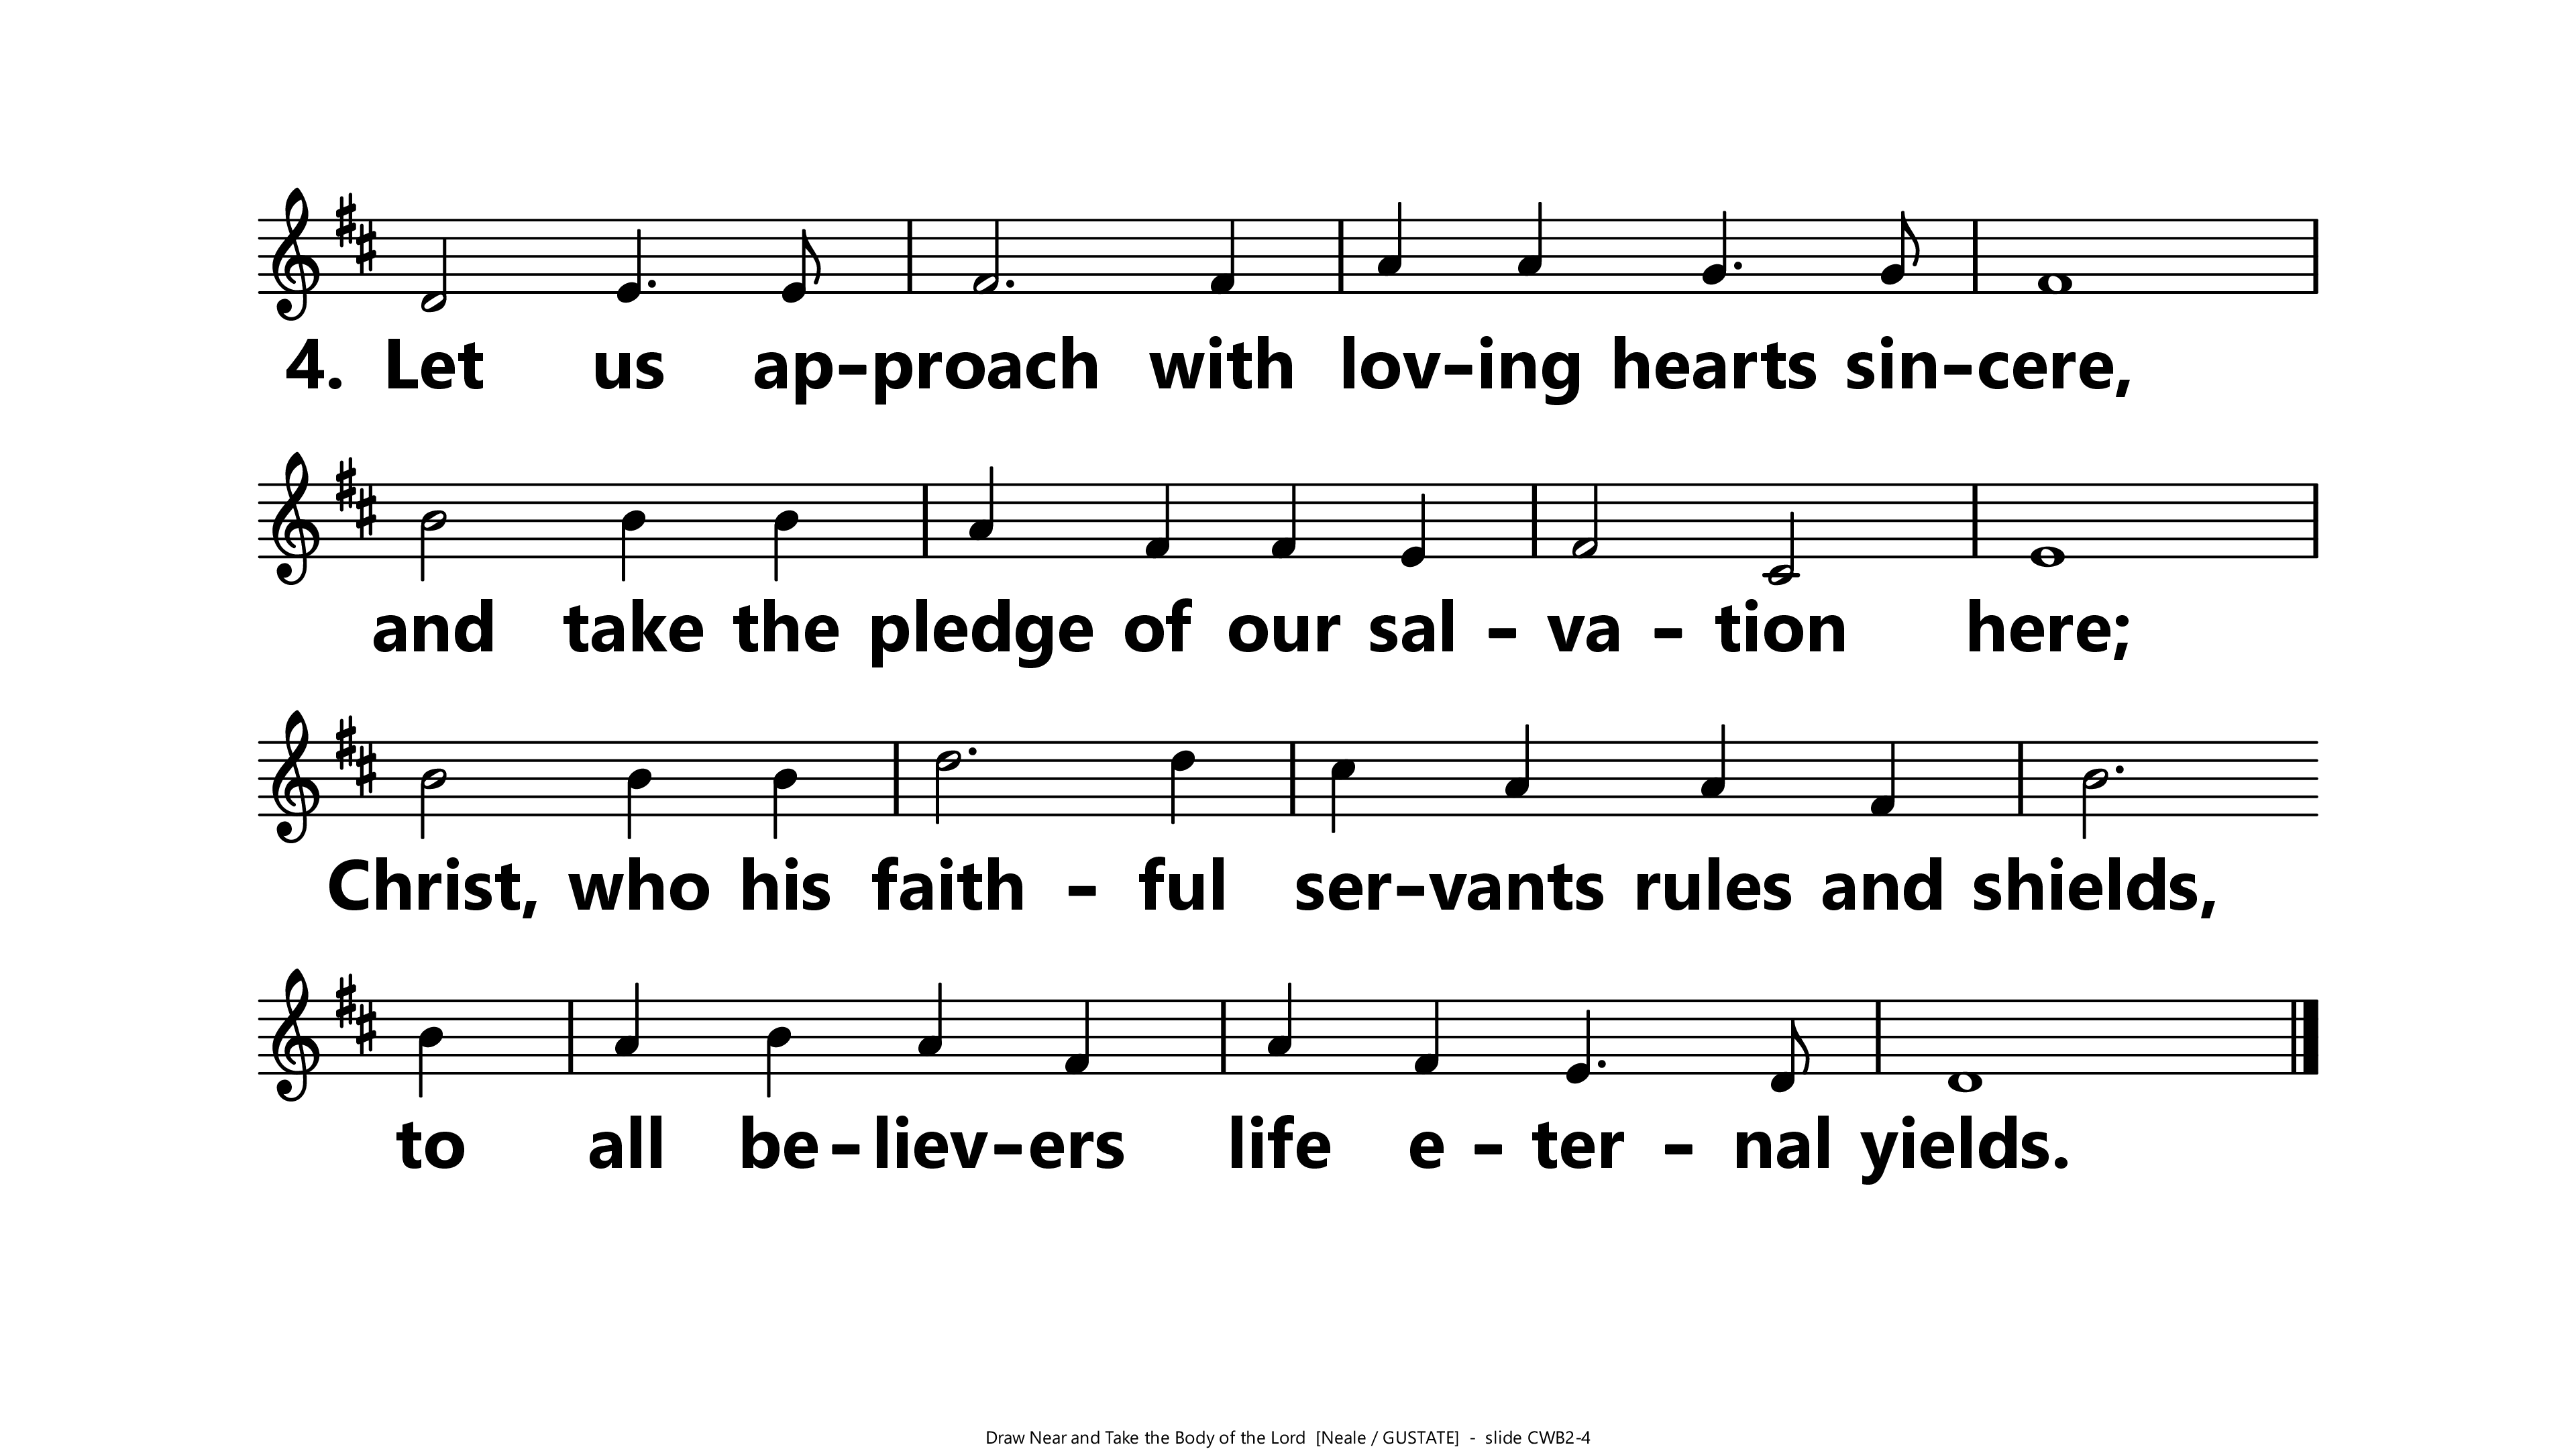 4. Let us ap-proach with lov-ing hearts sin-cere,
and take the pledge of our sal - va - tion here;
Christ, who his faith - ful ser-vants rules and shields,
to all be-liev-ers life e - ter - nal yields.
Draw Near and Take the Body of the Lord [Neale / GUSTATE] - slide CWB2-4